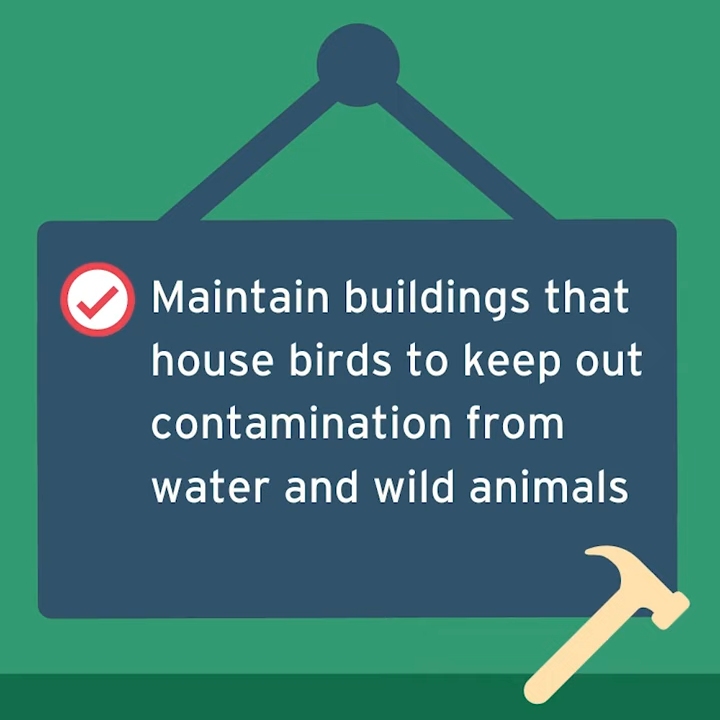 Maintain buildings that
house birds to keep out
contamination from
water and wild animals